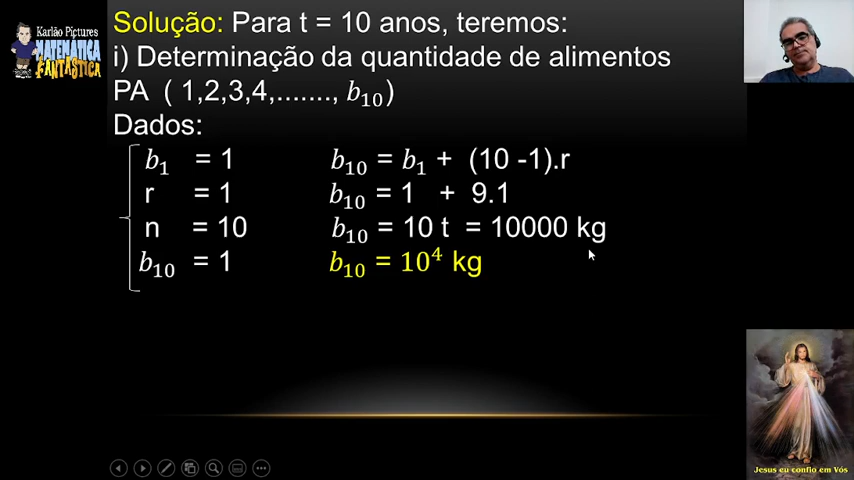 Karlão Pictures
MATEMÁTICA
FANTÁSTICA
Solução: Para t = 10 anos, teremos:
i) Determinação da quantidade de alimentos
PA ( 1,2,3,4,......., b₁₀)
Dados:
b₁ = 1
r = 1
n = 10
b₁₀ = 1
b₁₀ = b₁ + (10 -1).r
b₁₀ = 1 + 9.1
b₁₀ = 10 t = 10000 kg
b₁₀ = 10⁴ kg
Jesus eu confio em Vós